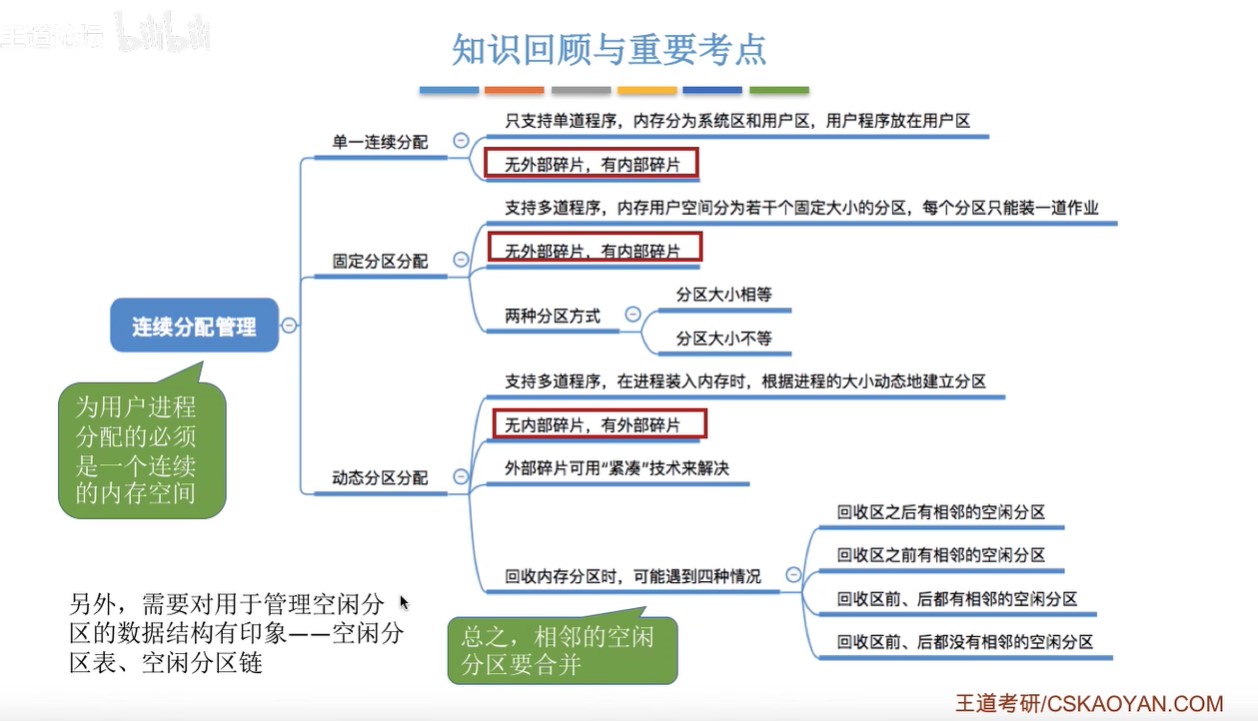 王道论坛 bilibili
知识回顾与重要考点
单一连续分配
只支持单道程序，内存分为系统区和用户区，用户程序放在用户区
无外部碎片，有内部碎片
固定分区分配
支持多道程序，内存用户空间分为若干个固定大小的分区，每个分区只能装一道作业
无外部碎片，有内部碎片
两种分区方式
分区大小相等
分区大小不等
连续分配管理
为用户进程
分配的必须
是一个连续
的内存空间
动态分区分配
支持多道程序，在进程装入内存时，根据进程的大小动态地建立分区
无内部碎片，有外部碎片
外部碎片可用“紧凑”技术来解决
回收内存分区时，可能遇到四种情况
回收区之后有相邻的空闲分区
回收区之前有相邻的空闲分区
回收区前、后都有相邻的空闲分区
回收区前、后都没有相邻的空闲分区
总之，相邻的空闲
分区要合并
另外，需要对用于管理空闲分
区的数据结构有印象——空闲分
区表、空闲分区链
王道考研/CSKAOYAN.COM